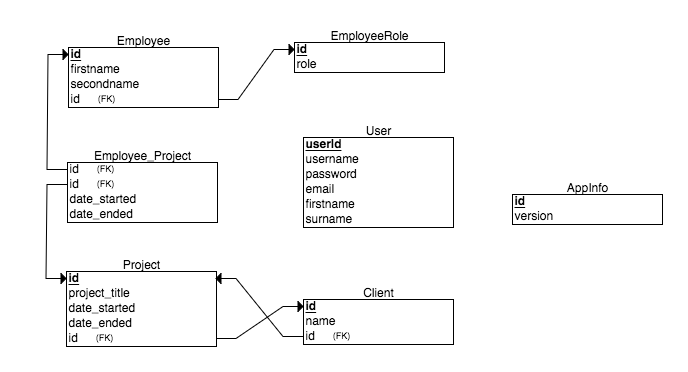 Employee
id
firstname
secondname
id (FK)
EmployeeRole
id
role
Employee_Project
id (FK)
id (FK)
date_started
date_ended
User
userId
username
password
email
firstname
surname
AppInfo
id
version
Project
id
project_title
date_started
date_ended
id (FK)
Client
id
name
id (FK)